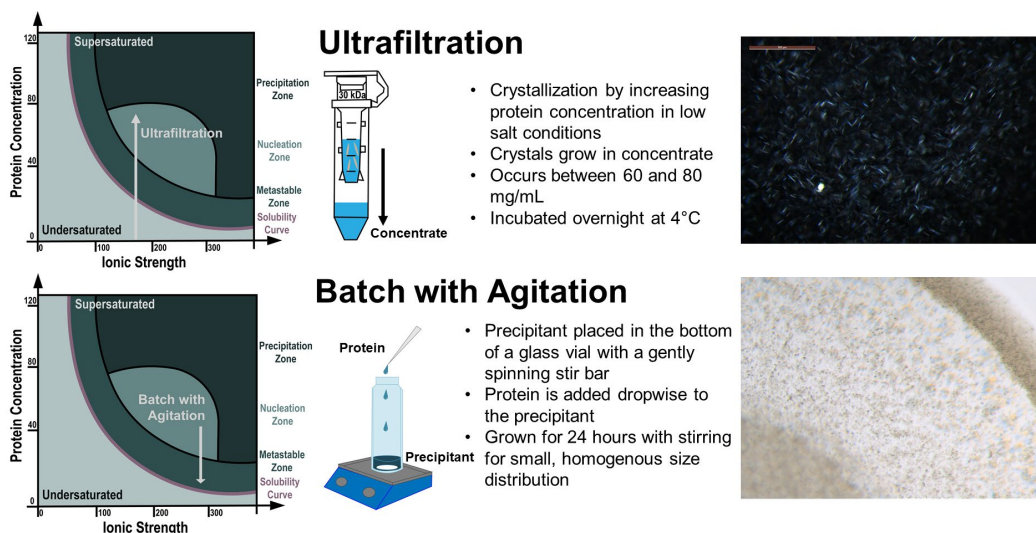 Ultrafiltration
120
80
40
0
0
100
200
300
Protein Concentration
Ionic Strength
Supersaturated
Ultrafiltration
Undersaturated
Precipitation
Zone
Nucleation
Zone
Metastable
Zone
Solubility
Curve
30 kDa
Concentrate
• Crystallization by increasing
protein concentration in low
salt conditions
• Crystals grow in concentrate
• Occurs between 60 and 80
mg/mL
• Incubated overnight at 4°C
Batch with Agitation
120
80
40
0
0
100
200
300
Protein Concentration
Ionic Strength
Supersaturated
Batch with
Agitation
Undersaturated
Precipitation
Zone
Nucleation
Zone
Metastable
Zone
Solubility
Curve
Protein
Precipitant
• Precipitant placed in the bottom
of a glass vial with a gently
spinning stir bar
• Protein is added dropwise to
the precipitant
• Grown for 24 hours with stirring
for small, homogenous size
distribution